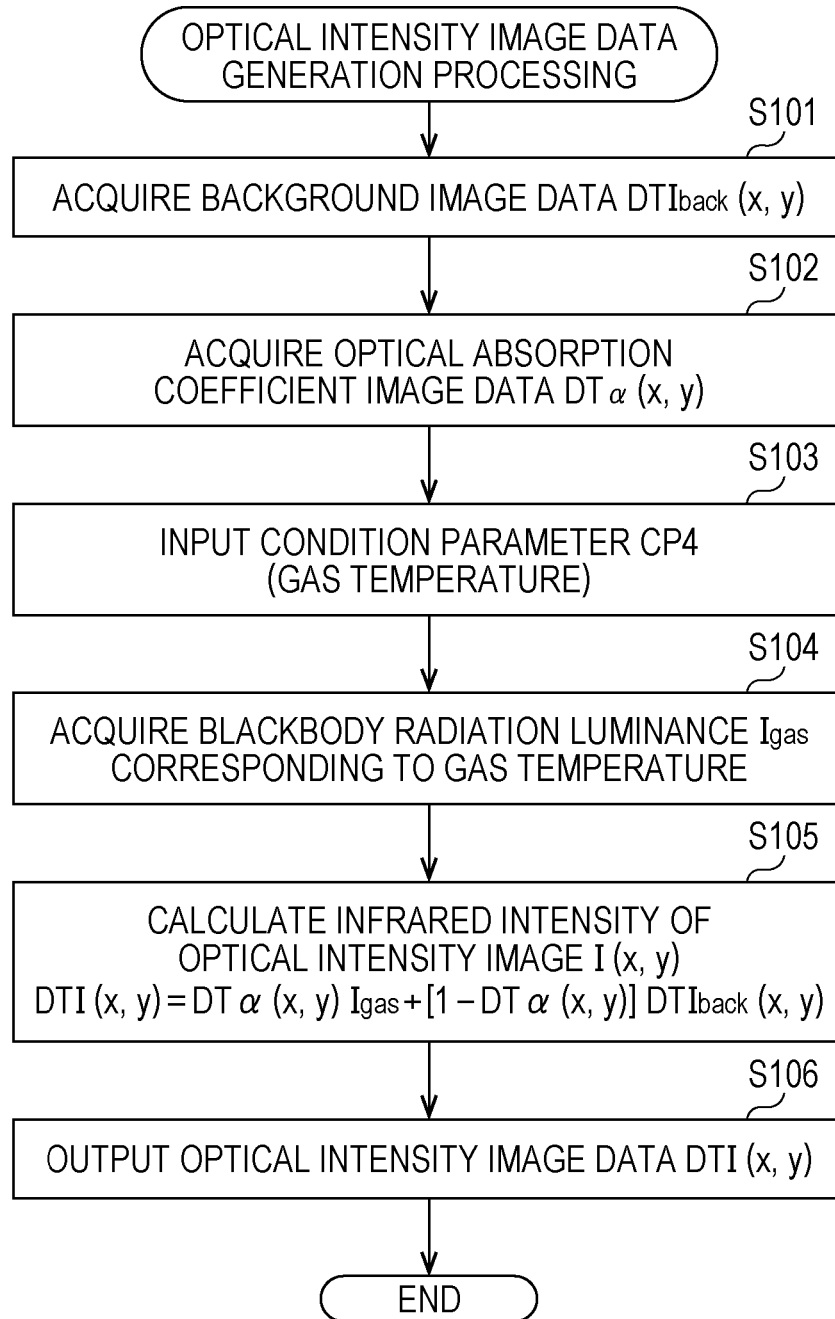 OPTICAL INTENSITY IMAGE DATA
GENERATION PROCESSING
S101
ACQUIRE BACKGROUND IMAGE DATA DTIback (x, y)
S102
ACQUIRE OPTICAL ABSORPTION
COEFFICIENT IMAGE DATA DT α (x, y)
S103
INPUT CONDITION PARAMETER CP4
(GAS TEMPERATURE)
S104
ACQUIRE BLACKBODY RADIATION LUMINANCE Igas
CORRESPONDING TO GAS TEMPERATURE
S105
CALCULATE INFRARED INTENSITY OF
OPTICAL INTENSITY IMAGE I (x, y)
DTI (x, y) = DT α (x, y) Igas + [1 − DT α (x, y)] DTIback (x, y)
S106
OUTPUT OPTICAL INTENSITY IMAGE DATA DTI (x, y)
END